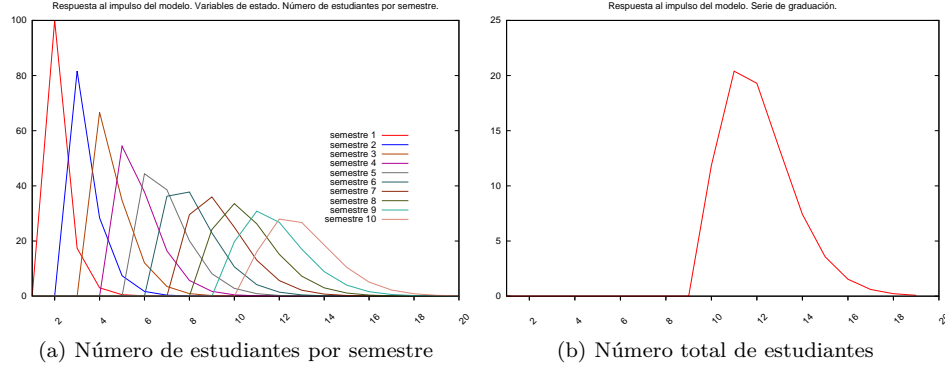 Respuesta al impulso del modelo. Variables de estado. Número de estudiantes por semestre.
100
80
60
40
20
0
semestre 1
semestre 2
semestre 3
semestre 4
semestre 5
semestre 6
semestre 7
semestre 8
semestre 9
semestre 10
2 4 6 8 10 12 14 16 18 20
(a) Número de estudiantes por semestre
Respuesta al impulso del modelo. Serie de graduación.
25
20
15
10
5
0
2 4 6 8 10 12 14 16 18 20
(b) Número total de estudiantes